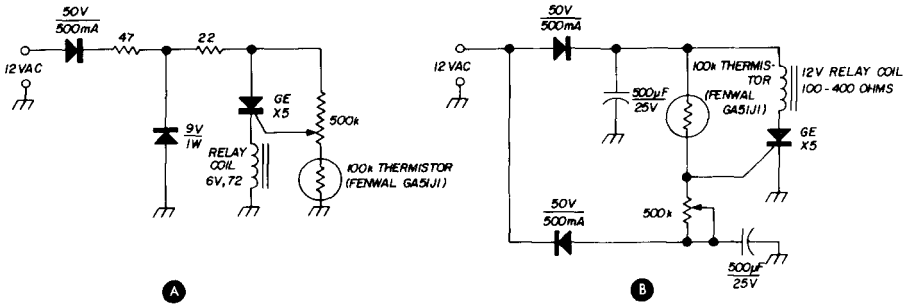 50V
500mA
47
22
12VAC
GE
X5
500k
9V
1W
RELAY
COIL
6V,72
100k THERMISTOR
(FENWAL GA51J1)
A
50V
500mA
12VAC
500µF
25V
100k THERMIS-
TOR
(FENWAL
GA51J1)
12V RELAY COIL
100-400 OHMS
GE
X5
500k
50V
500mA
500µF
25V
B